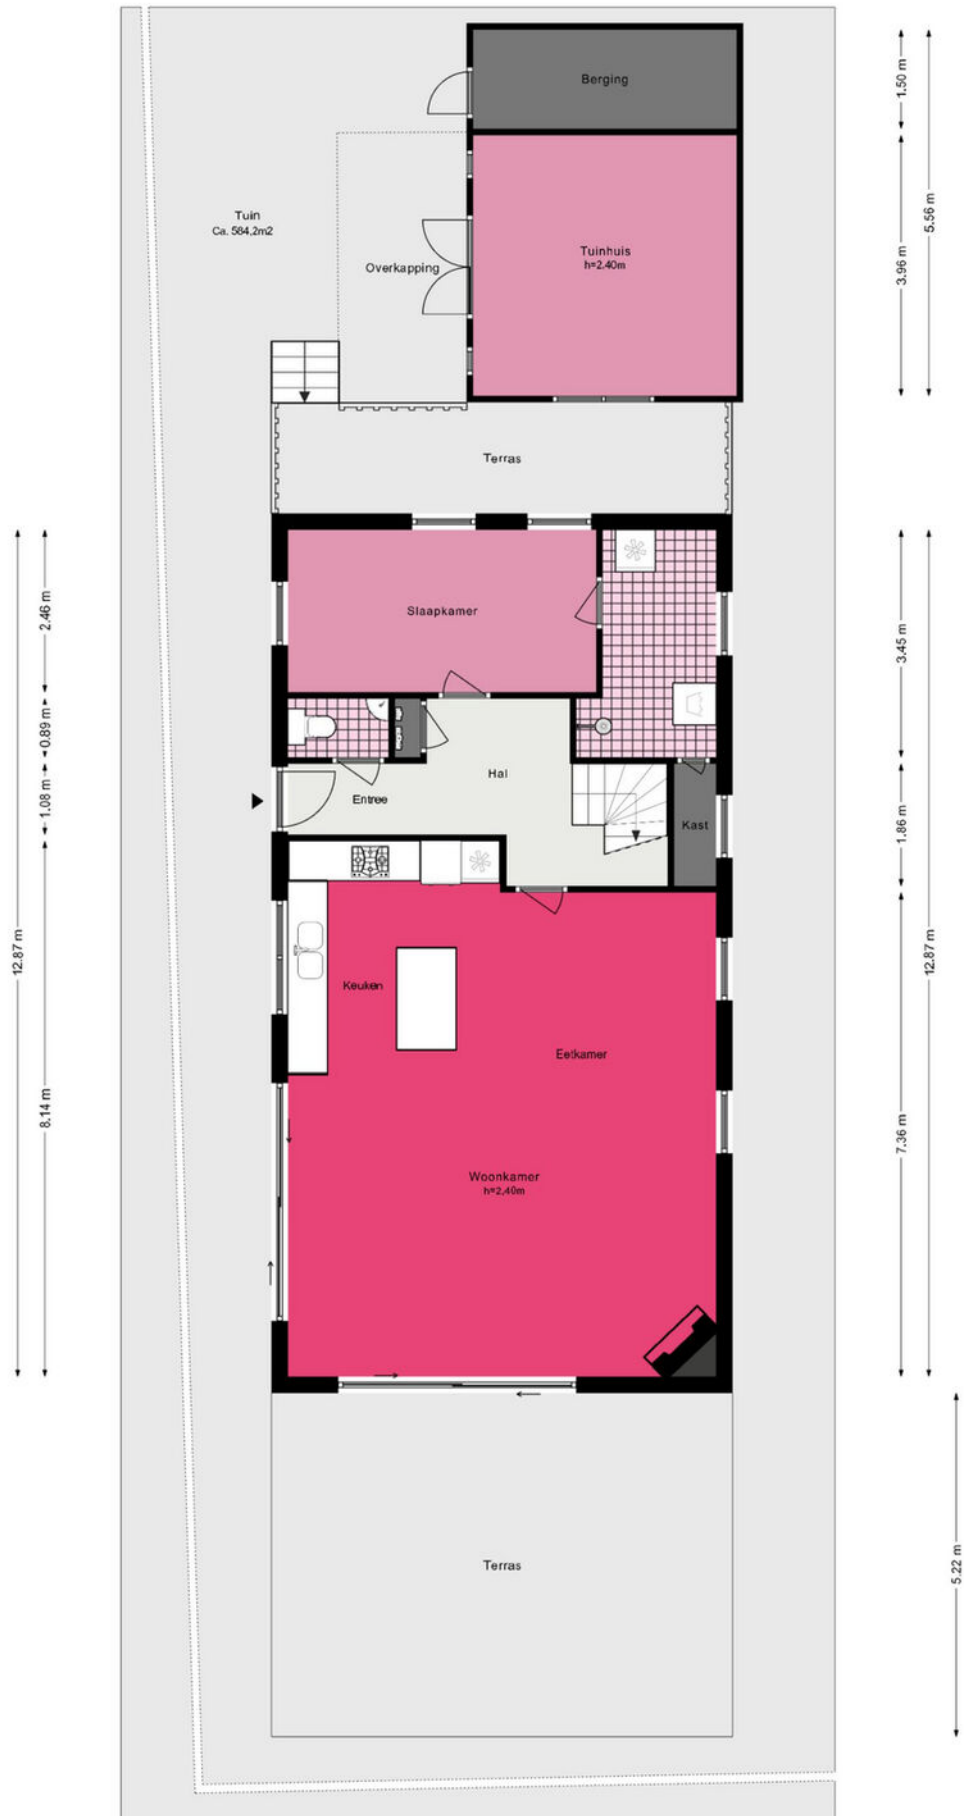 Berging
1.50 m
5.56 m
Tuin
Ca. 584,2m2
Overkapping
Tuinhuis
h=2.40m
3.96 m
Terras
Slaapkamer
2.46 m
3.45 m
0.89 m
Hal
1.08 m
Entree
Kast
1.86 m
12.87 m
12.87 m
Keuken
Eetkamer
8.14 m
7.36 m
Woonkamer
h=2,40m
Terras
5.22 m